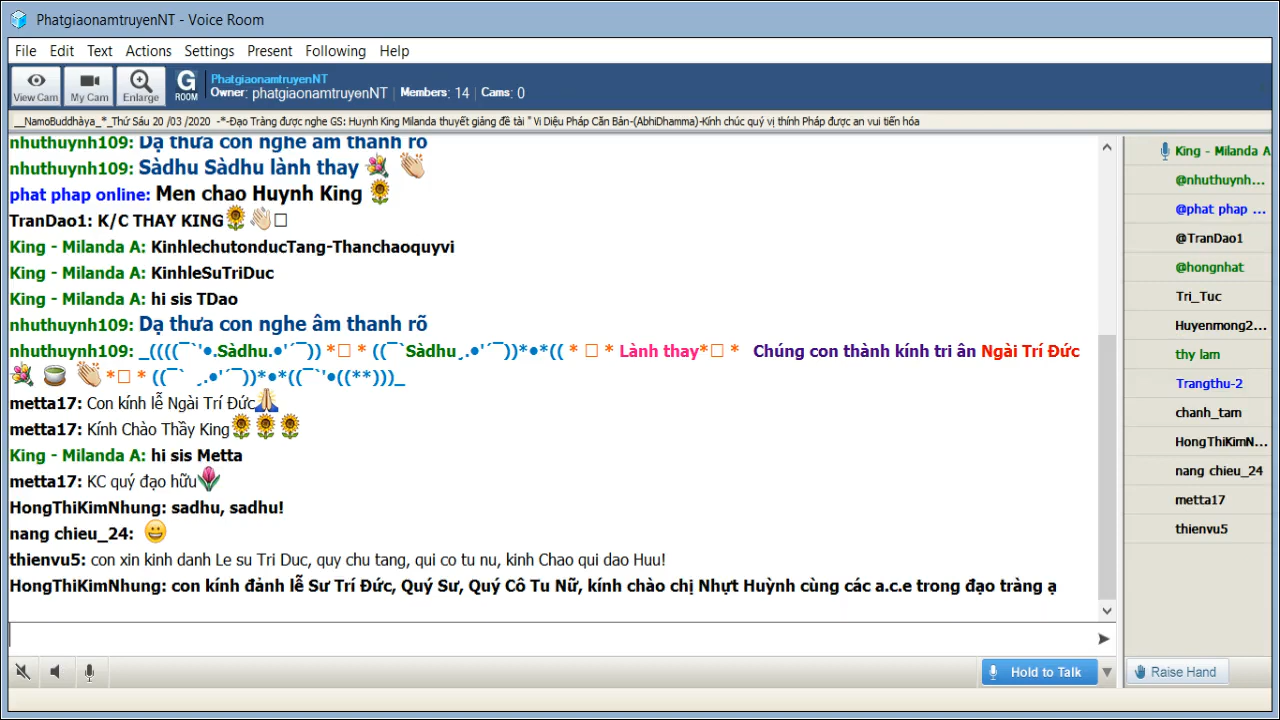 PhatgiaonamtruyenNT - Voice Room
File Edit Text Actions Settings Present Following Help
View Cam My Cam Enlarge G ROOM
PhatgiaonamtruyenNT
Owner: phatgiaonamtruyenNT Members: 14 Cams: 0
__NamoBuddhàya_*_Thứ Sáu 20 /03 /2020 -*-Đạo Tràng được nghe GS: Huynh King Milanda thuyết giảng đề tài " Vi Diệu Pháp Căn Bản-(AbhiDhamma)-Kính chúc quý vị thính Pháp được an vui tiến hóa
nhuthuynh109: Dạ thưa con nghe âm thanh rõ
nhuthuynh109: Sàdhu Sàdhu lành thay 💐 👏🏻
phat phap online: Men chao Huynh King 🌻
TranDao1: K/C THAY KING🌻👋🏻□
King - Milanda A: KinhlechutonducTang-Thanchaoquyvi
King - Milanda A: KinhleSuTriDuc
King - Milanda A: hi sis TDao
nhuthuynh109: Dạ thưa con nghe âm thanh rõ
nhuthuynh109: _((((¯`'•.Sàdhu.•'´¯)) *□ * ((¯`Sàdhu¸.•'´¯))*•*(( * □ * Lành thay*□ * Chúng con thành kính tri ân Ngài Trí Đức
💐 🍵 👏🏻 *□ * ((¯` ¸.•'´¯))*•*((¯`'•((**)))_
metta17: Con kính lễ Ngài Trí Đức🙏🏻
metta17: Kính Chào Thầy King🌻🌻🌻
King - Milanda A: hi sis Metta
metta17: KC quý đạo hữu🌷
HongThiKimNhung: sadhu, sadhu!
nang chieu_24: 😀
thienvu5: con xin kinh danh Le su Tri Duc, quy chu tang, qui co tu nu, kinh Chao qui dao Huu!
HongThiKimNhung: con kính đảnh lễ Sư Trí Đức, Quý Sư, Quý Cô Tu Nữ, kính chào chị Nhựt Huỳnh cùng các a.c.e trong đạo tràng ạ
King - Milanda A
@nhuthuynh...
@phat phap ...
@TranDao1
@hongnhat
Tri_Tuc
Huyenmong2...
thy lam
Trangthu-2
chanh_tam
HongThiKimN...
nang chieu_24
metta17
thienvu5
Hold to Talk
Raise Hand